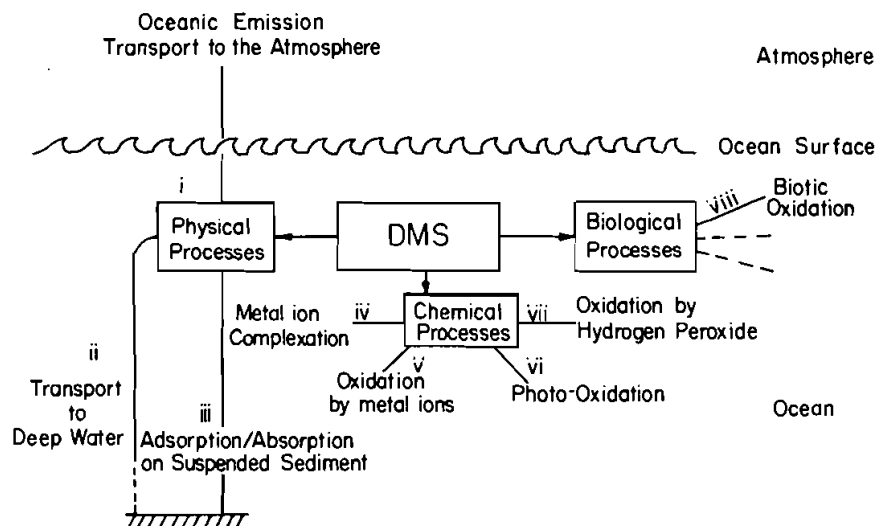 Oceanic Emission
Transport to the Atmosphere
Atmosphere
Ocean Surface
i
Physical
Processes
DMS
Biological
Processes
viii
Biotic
Oxidation
Metal ion
Complexation
iv
Chemical
Processes
vii
Oxidation by
Hydrogen Peroxide
v
Oxidation
by metal ions
vi
Photo-Oxidation
ii
Transport
to
Deep Water
iii
Adsorption/Absorption
on Suspended Sediment
Ocean